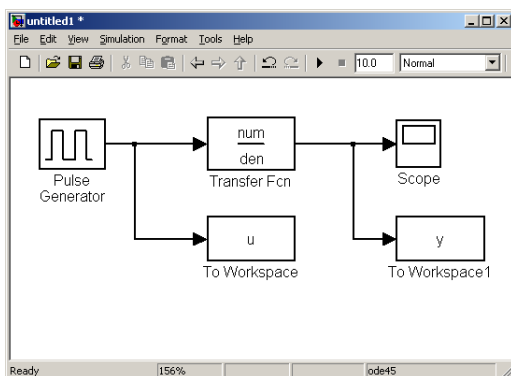 untitled1 *
File Edit View Simulation Format Tools Help
10.0 Normal
num
den
Pulse
Generator
Transfer Fcn
Scope
u
y
To Workspace
To Workspace1
Ready 156% ode45